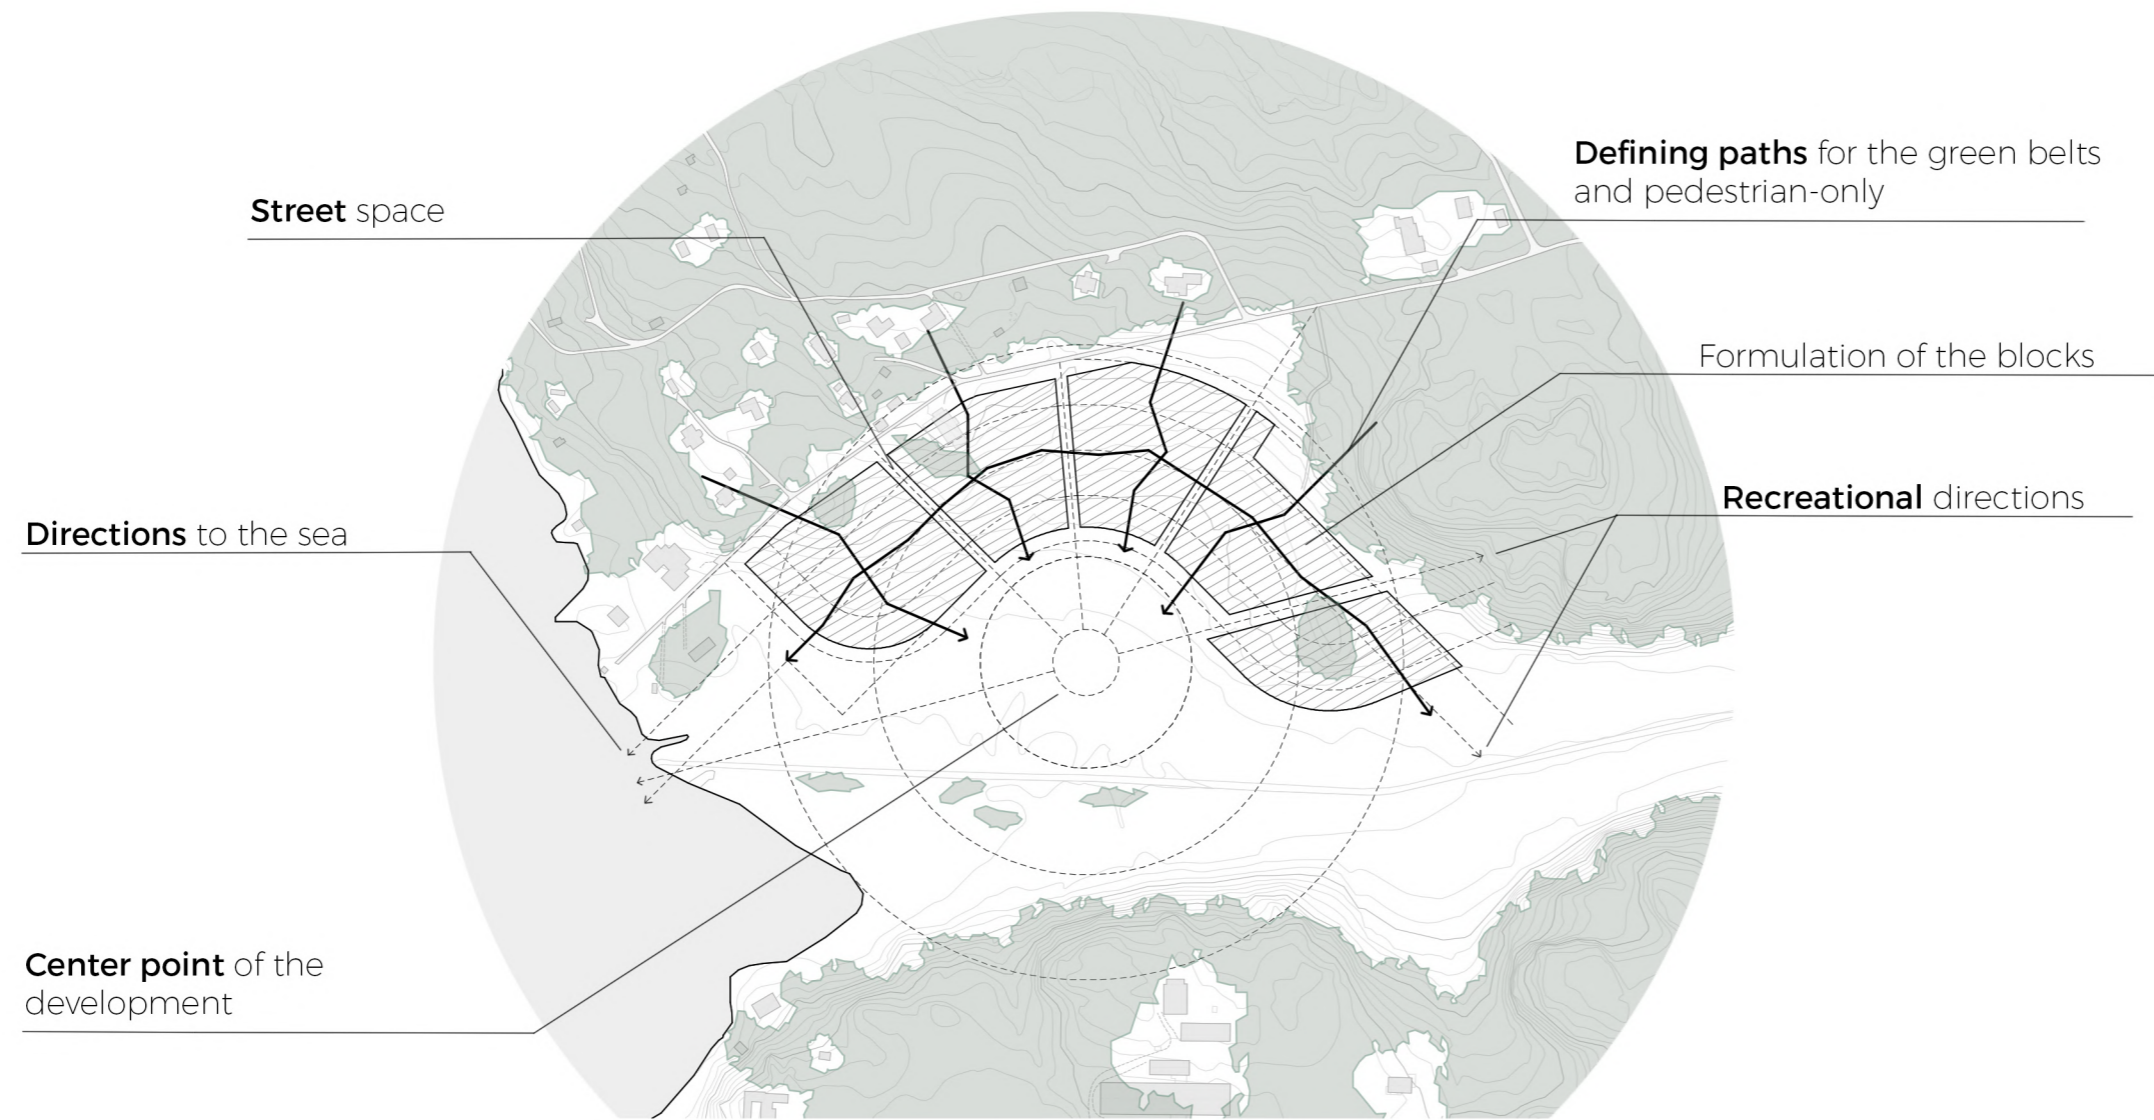 Defining paths for the green belts
and pedestrian-only
Street space
Formulation of the blocks
Recreational directions
Directions to the sea
Center point of the
development